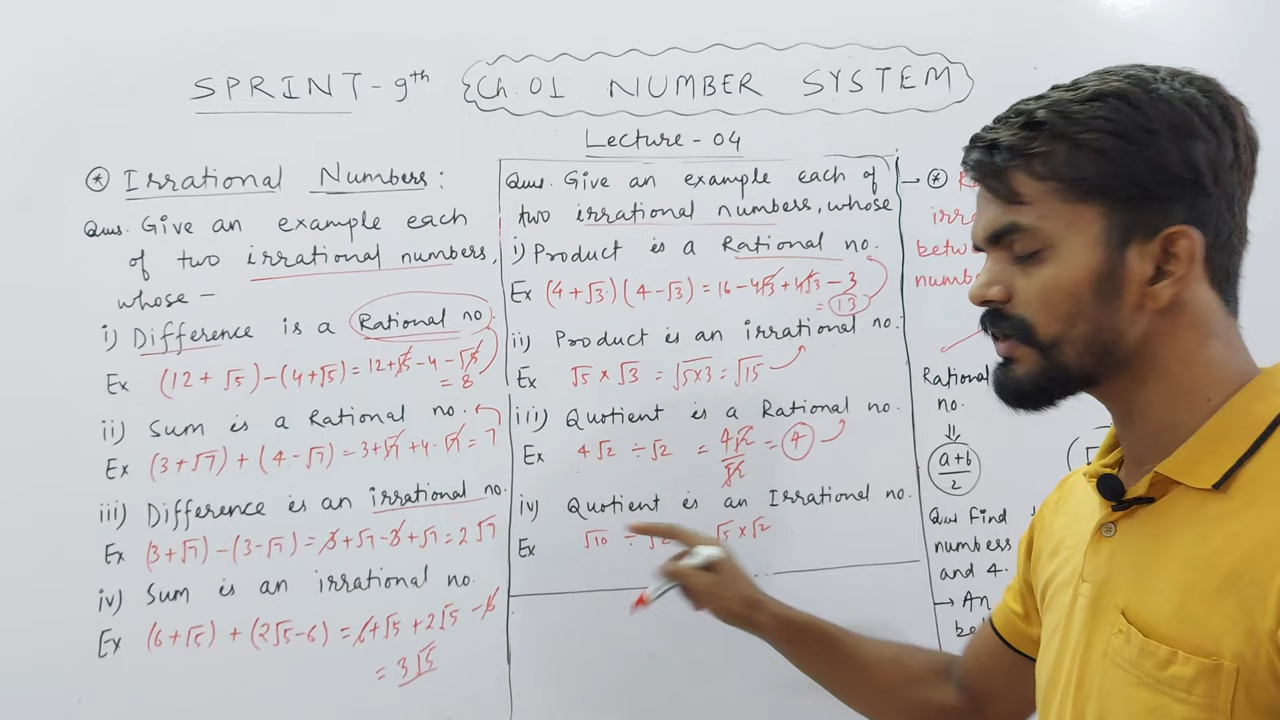 SPRINT - 9th
Ch. 01 NUMBER SYSTEM
Lecture - 04
* Irrational Numbers :
Ques. Give an example each
of two irrational numbers,
whose -
i) Difference is a Rational no.
Ex (12 + √5) - (4 + √5) = 12 + √5 - 4 - √5
= 8
ii) Sum is a Rational no.
Ex (3 + √7) + (4 - √7) = 3 + √7 + 4 - √7 = 7
iii) Difference is an irrational no.
Ex (3 + √7) - (3 - √7) = 3 + √7 - 3 + √7 = 2√7
iv) Sum is an irrational no.
Ex (6 + √5) + (2√5 - 6) = 6 + √5 + 2√5 - 6
= 3√5
Ques. Give an example each of
two irrational numbers, whose
i) Product is a Rational no.
Ex (4 + √3) (4 - √3) = 16 - 4√3 + 4√3 - 3
= 13
ii) Product is an irrational no.
Ex √5 × √3 = √5×3 = √15
iii) Quotient is a Rational no.
Ex 4√2 ÷ √2 = 4√2/√2 = 4
iv) Quotient is an Irrational no.
Ex √10 ÷ √2 √5 × √2
*
Rational
no.
⇓
a+b/2
Ques Find
numbers
and 4.
→ An